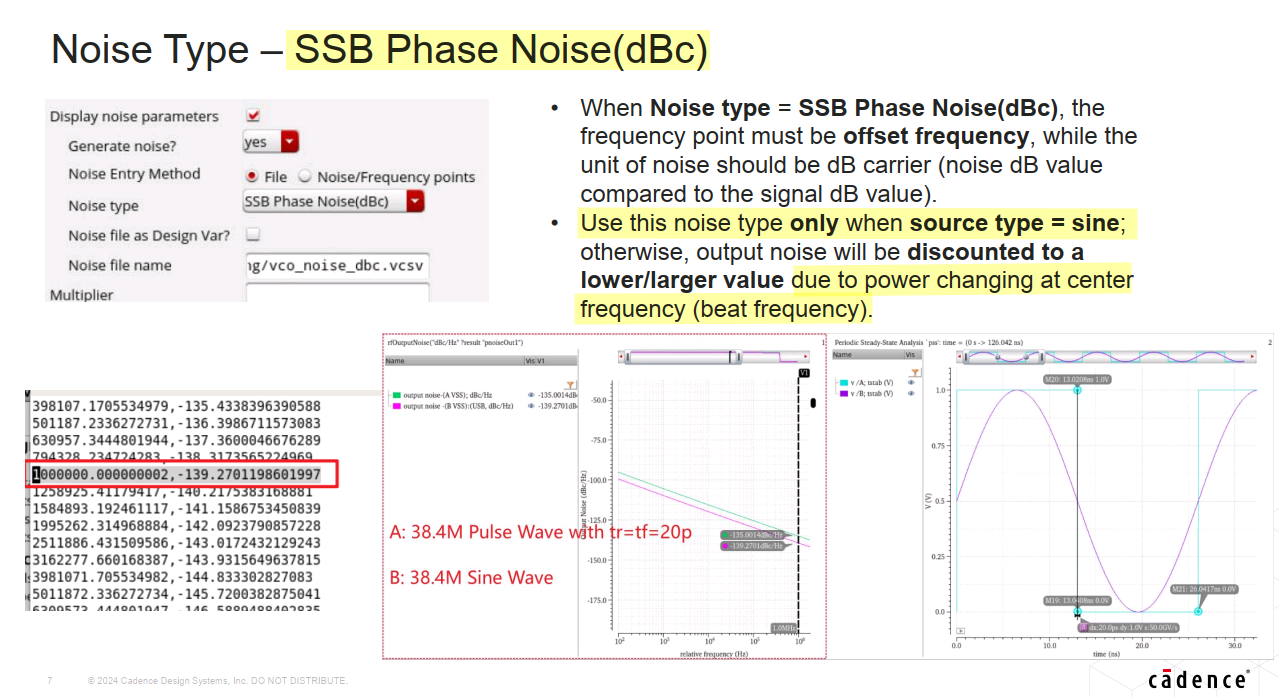 Noise Type – SSB Phase Noise(dBc)
Display noise parameters
Generate noise?
yes
Noise Entry Method
File
Noise/Frequency points
Noise type
SSB Phase Noise(dBc)
Noise file as Design Var?
Noise file name
ng/vco_noise_dbc.vcsv
Multiplier
• When Noise type = SSB Phase Noise(dBc), the
frequency point must be offset frequency, while the
unit of noise should be dB carrier (noise dB value
compared to the signal dB value).
• Use this noise type only when source type = sine;
otherwise, output noise will be discounted to a
lower/larger value due to power changing at center
frequency (beat frequency).
398107.1705534979,-135.4338396390588
501187.2336272731,-136.3986711573083
630957.3444801944,-137.3600046676289
794328.234724283,-138.3173565224969
1000000.000000002,-139.2701198601997
1258925.41179417,-140.2175383168881
1584893.192461117,-141.1586753450839
1995262.314968884,-142.0923790857228
2511886.431509586,-143.0172432129243
3162277.660168387,-143.9315649637815
3981071.705534982,-144.833302827083
5011872.336272734,-145.7200382875041
6309573.444801947,-146.5889488402835
rfOutputNoise("dBc/Hz" ?result "pnoiseOut1")
1
Name
Vis V1
output noise-(A VSS); dBc/Hz
-135.0014dB
output noise-(B VSS):(USB, dBc/Hz)
-139.2701dB
V1
-50.0
-75.0
-100.0
-125.0
-150.0
-175.0
Output Noise (dBc/Hz)
-135.0014dBc/Hz
-139.2701dBc/Hz
1.0MHz
10² 10³ 10⁴ 10⁵ 10⁶
relative frequency (Hz)
A: 38.4M Pulse Wave with tr=tf=20p
B: 38.4M Sine Wave
Periodic Steady-State Analysis `pss': time = (0 s -> 126.042 ns)
2
Name
Vis
v /A; tstab (V)
v /B; tstab (V)
M20: 13.0208ns 1.0V
1.0
0.75
0.5
0.25
0.0
V (V)
M19: 13.0408ns 0.0V
M21: 26.0417ns 0.0V
dx:20.0ps dy:1.0V s:50.0GV/s
0.0 10.0 20.0 30.0
time (ns)
7
© 2024 Cadence Design Systems, Inc. DO NOT DISTRIBUTE.
cādence®